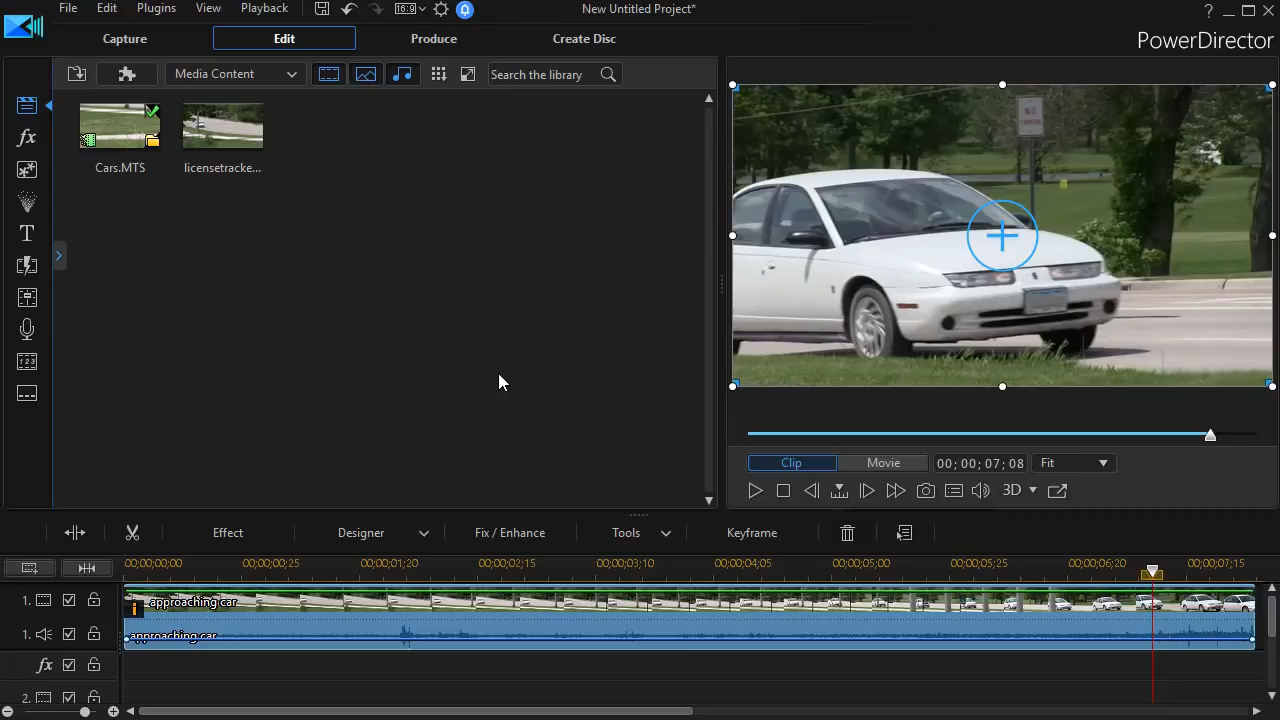 File Edit Plugins View Playback 16:9 New Untitled Project* ?
Capture Edit Produce Create Disc PowerDirector
Media Content Search the library
Cars.MTS licensetracke...
NO
fx
T
Clip Movie 00; 00; 07; 08 Fit
3D
Effect Designer Fix / Enhance Tools Keyframe
00;00;00;00 00;00;00;25 00;00;01;20 00;00;02;15 00;00;03;10 00;00;04;05 00;00;05;00 00;00;05;25 00;00;06;20 00;00;07;15
1. approaching car
1. approaching car
fx
2.